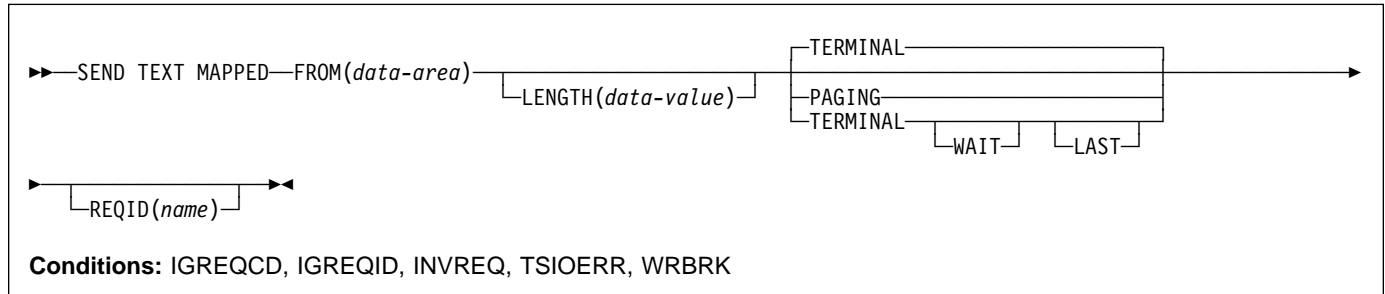 TERMINAL
SEND TEXT MAPPED FROM(data-area)
LENGTH(data-value) PAGING
TERMINAL
WAIT LAST
REQID(name)
Conditions: IGREQCD, IGREQID, INVREQ, TSIOERR, WRBRK